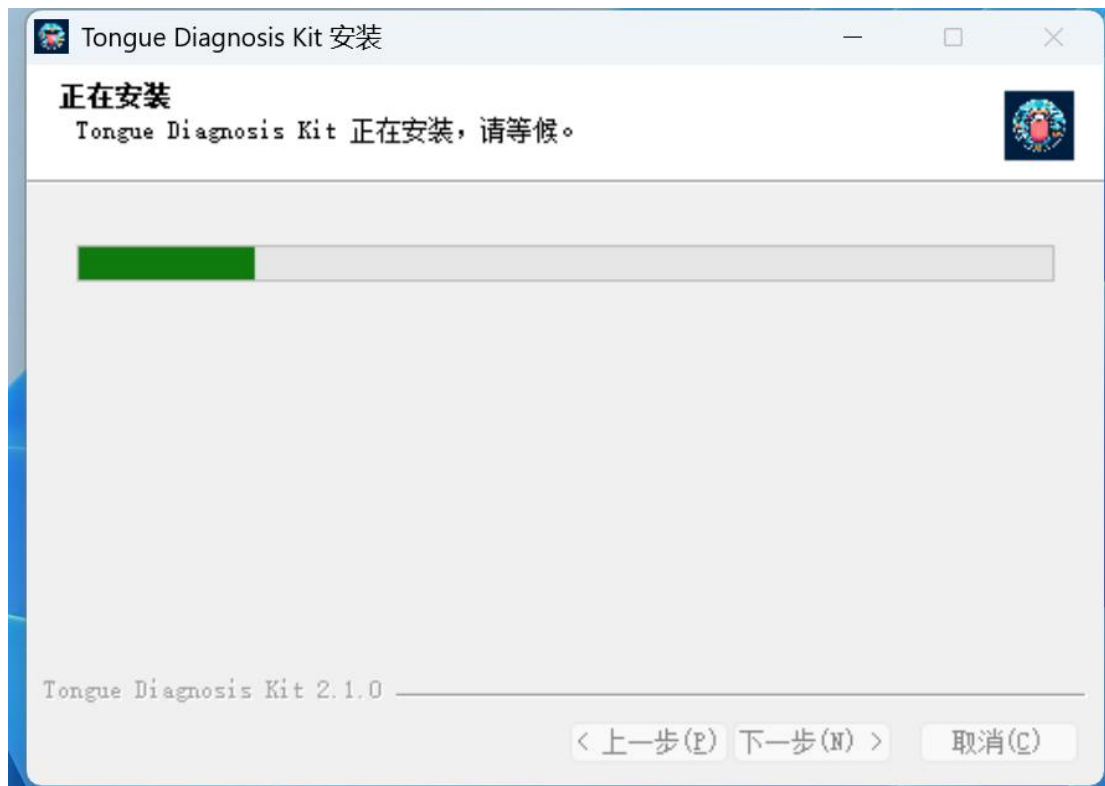 Tongue Diagnosis Kit 安装
正在安装
Tongue Diagnosis Kit 正在安装，请等候。
Tongue Diagnosis Kit 2.1.0
< 上一步(P) 下一步(N) > 取消(C)